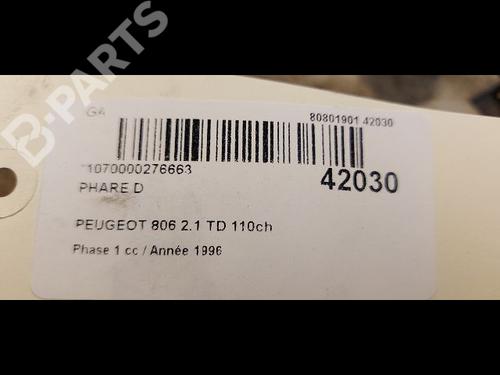 B-PARTS
GA
80801901 42030
*1070000276663
42030
PHARE D
PEUGEOT 806 2.1 TD 110ch
Phase 1 cc / Année 1996